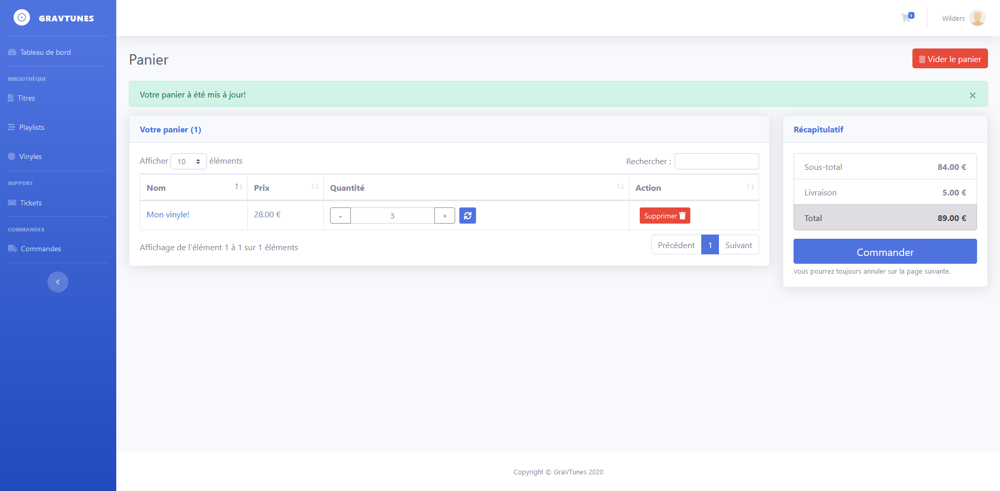 GRAVTUNES
1
Wilders
Tableau de bord
BIBLIOTHÈQUE
Titres
Playlists
Vinyles
SUPPORT
Tickets
COMMANDES
Commandes
Panier
Vider le panier
Votre panier à été mis à jour!
×
Votre panier (1)
Afficher 10 éléments
Rechercher :
Nom Prix Quantité Action
Mon vinyle! 28.00 € - 3 + Supprimer
Affichage de l'élément 1 à 1 sur 1 éléments
Précédent 1 Suivant
Récapitulatif
Sous-total 84.00 €
Livraison 5.00 €
Total 89.00 €
Commander
Vous pourrez toujours annuler sur la page suivante.
Copyright © GraVTunes 2020